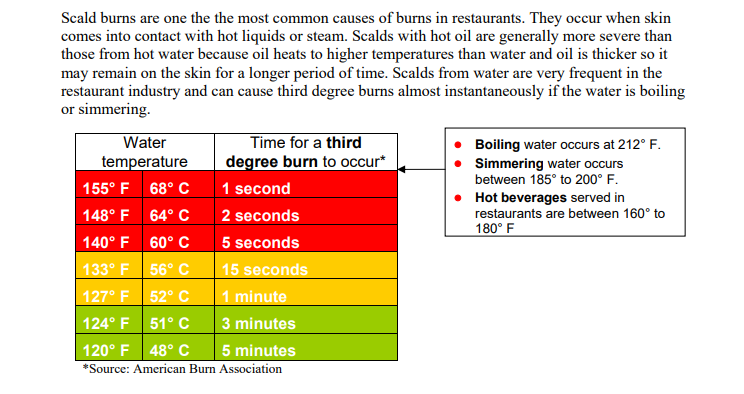 Scald burns are one the the most common causes of burns in restaurants. They occur when skin
comes into contact with hot liquids or steam. Scalds with hot oil are generally more severe than
those from hot water because oil heats to higher temperatures than water and oil is thicker so it
may remain on the skin for a longer period of time. Scalds from water are very frequent in the
restaurant industry and can cause third degree burns almost instantaneously if the water is boiling
or simmering.
Water
temperature
Time for a third
degree burn to occur*
155° F 68° C 1 second
148° F 64° C 2 seconds
140° F 60° C 5 seconds
133° F 56° C 15 seconds
127° F 52° C 1 minute
124° F 51° C 3 minutes
120° F 48° C 5 minutes
*Source: American Burn Association
• Boiling water occurs at 212° F.
• Simmering water occurs
between 185° to 200° F.
• Hot beverages served in
restaurants are between 160° to
180° F